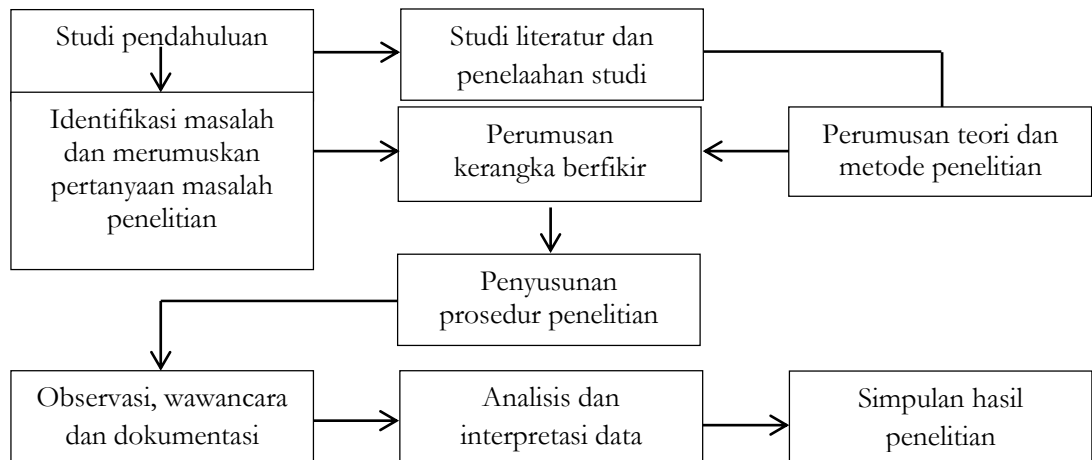 Studi pendahuluan
Studi literatur dan
penelaahan studi
Identifikasi masalah
dan merumuskan
pertanyaan masalah
penelitian
Perumusan
kerangka berfikir
Perumusan teori dan
metode penelitian
Penyusunan
prosedur penelitian
Observasi, wawancara
dan dokumentasi
Analisis dan
interpretasi data
Simpulan hasil
penelitian